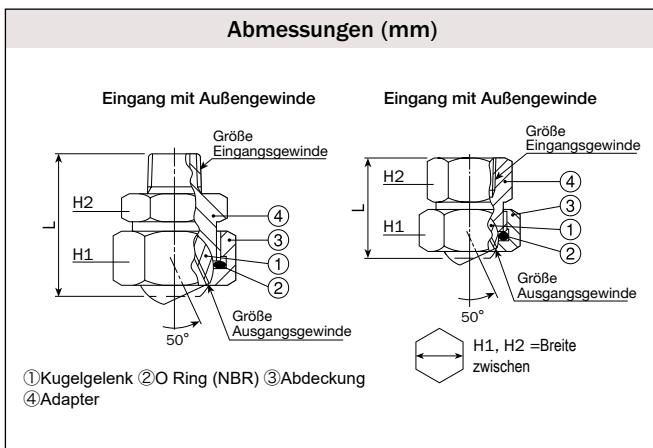 Abmessungen (mm)
Eingang mit Außengewinde
Größe
Eingangsgewinde
H2
H1
L
④
③
①
②
Größe
Ausgangsgewinde
50°
Eingang mit Außengewinde
Größe
Eingangsgewinde
H2
H1
L
④
③
①
②
Größe
Ausgangsgewinde
50°
H1, H2 =Breite
zwischen
①Kugelgelenk ②O Ring (NBR) ③Abdeckung
④Adapter